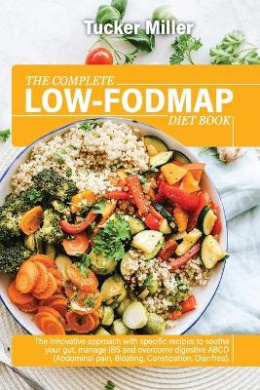 Tucker Miller
THE COMPLETE
LOW-FODMAP
DIET BOOK
The innovative approach with specific recipes to soothe
your gut, manage IBS and overcome digestive ABCD
(Abdominal pain, Bloating, Constipation, Diarrhea).